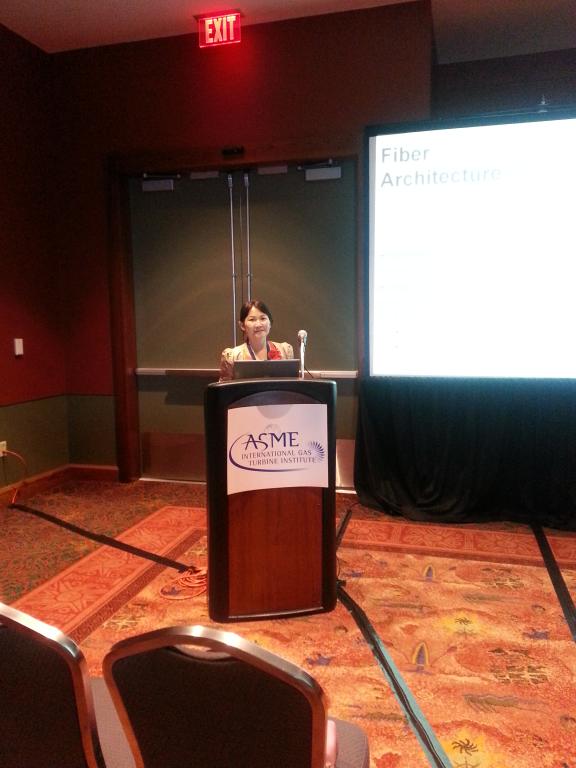 EXIT
Fiber
Architecture
ASME
INTERNATIONAL GAS
TURBINE INSTITUTE